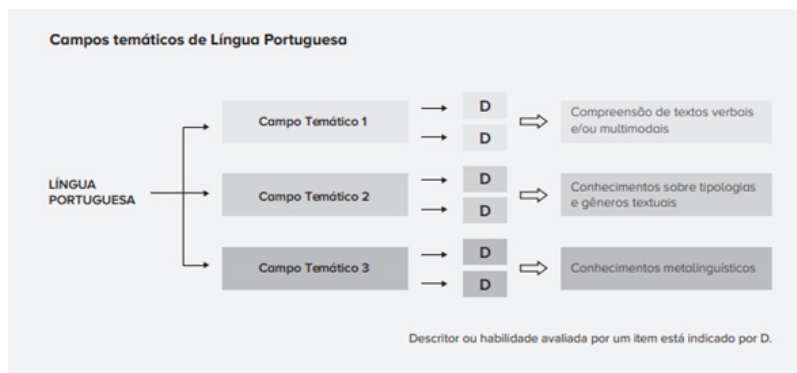 Campos temáticos de Língua Portuguesa
LÍNGUA
PORTUGUESA
Campo Temático 1
D
D
Compreensão de textos verbais
e/ou multimodais
Campo Temático 2
D
D
Conhecimentos sobre tipologias
e gêneros textuais
Campo Temático 3
D
D
Conhecimentos metalinguísticos
Descritor ou habilidade avaliada por um item está indicado por D.